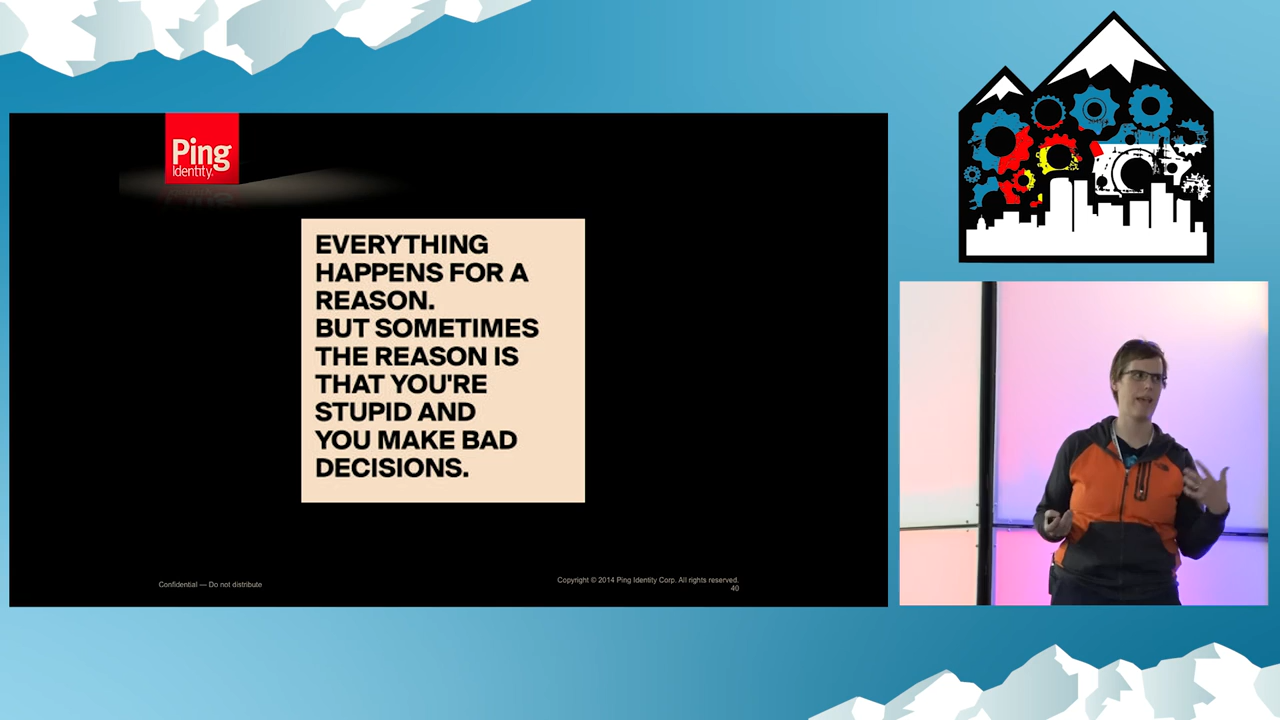 Ping
Identity.
EVERYTHING
HAPPENS FOR A
REASON.
BUT SOMETIMES
THE REASON IS
THAT YOU'RE
STUPID AND
YOU MAKE BAD
DECISIONS.
Confidential — Do not distribute
Copyright © 2014 Ping Identity Corp. All rights reserved.
40